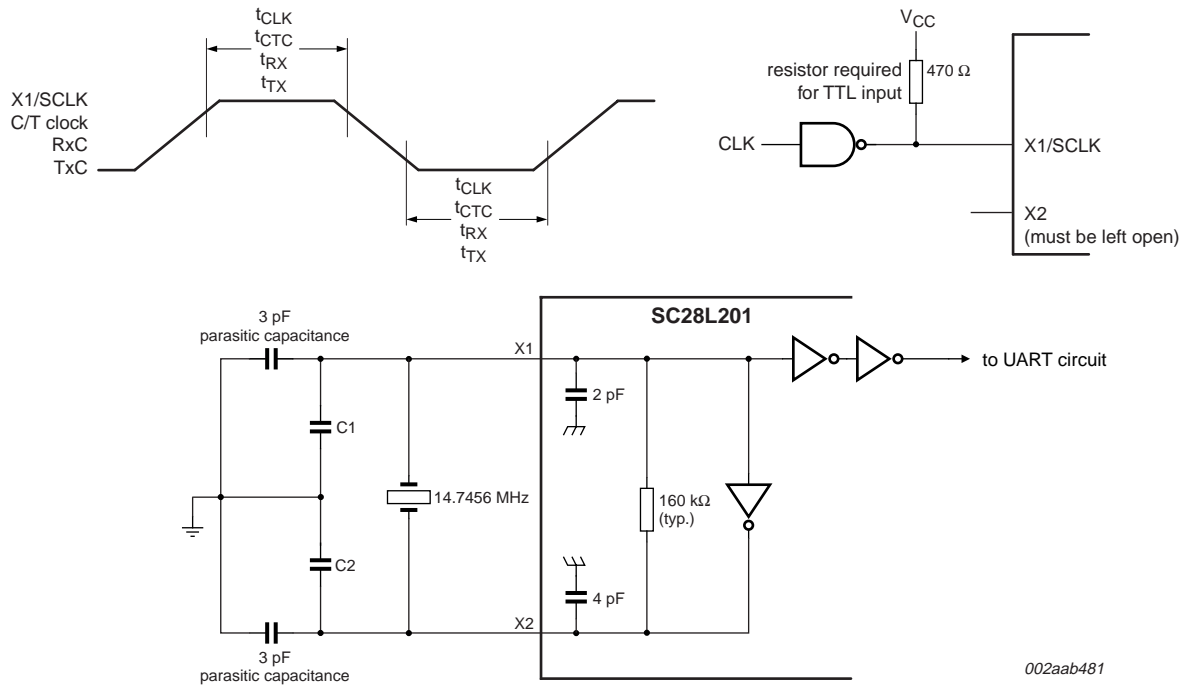 tCLK
tCTC
tRX
tTX
X1/SCLK
C/T clock
RxC
TxC
tCLK
tCTC
tRX
tTX
VCC
resistor required
for TTL input
470 Ω
CLK
X1/SCLK
X2
(must be left open)
3 pF
parasitic capacitance
SC28L201
X1
to UART circuit
2 pF
C1
14.7456 MHz
160 kΩ
(typ.)
C2
4 pF
X2
3 pF
parasitic capacitance
002aab481